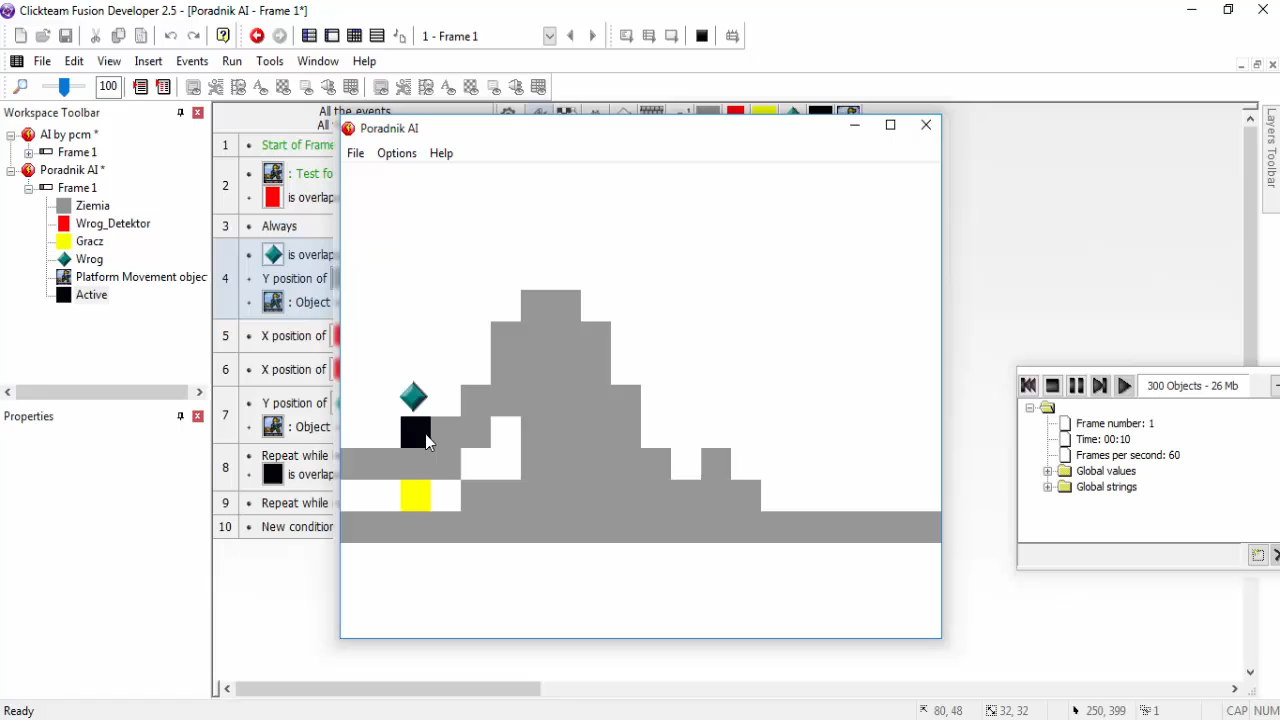 Clickteam Fusion Developer 2.5 - [Poradnik AI - Frame 1*]
100
1 - Frame 1
File Edit View Insert Events Run Tools Window Help
Workspace Toolbar
AI by pcm *
Frame 1
Poradnik AI *
Frame 1
Ziemia
Wrog_Detektor
Gracz
Wrog
Platform Movement objec
Active
Properties
All the events
All
1 Start of Frame
2 : Test fo
is overlap
3 Always
4 is overlap
Y position of
: Object
5 X position of
6 X position of
7 Y position of
: Object
8 Repeat while
is overlap
9 Repeat while
10 New condition
Poradnik AI
File Options Help
Layers Toolbar
300 Objects - 26 Mb
Frame number: 1
Time: 00:10
Frames per second: 60
Global values
Global strings
Ready
80, 48
32, 32
250, 399
1
CAP NUM